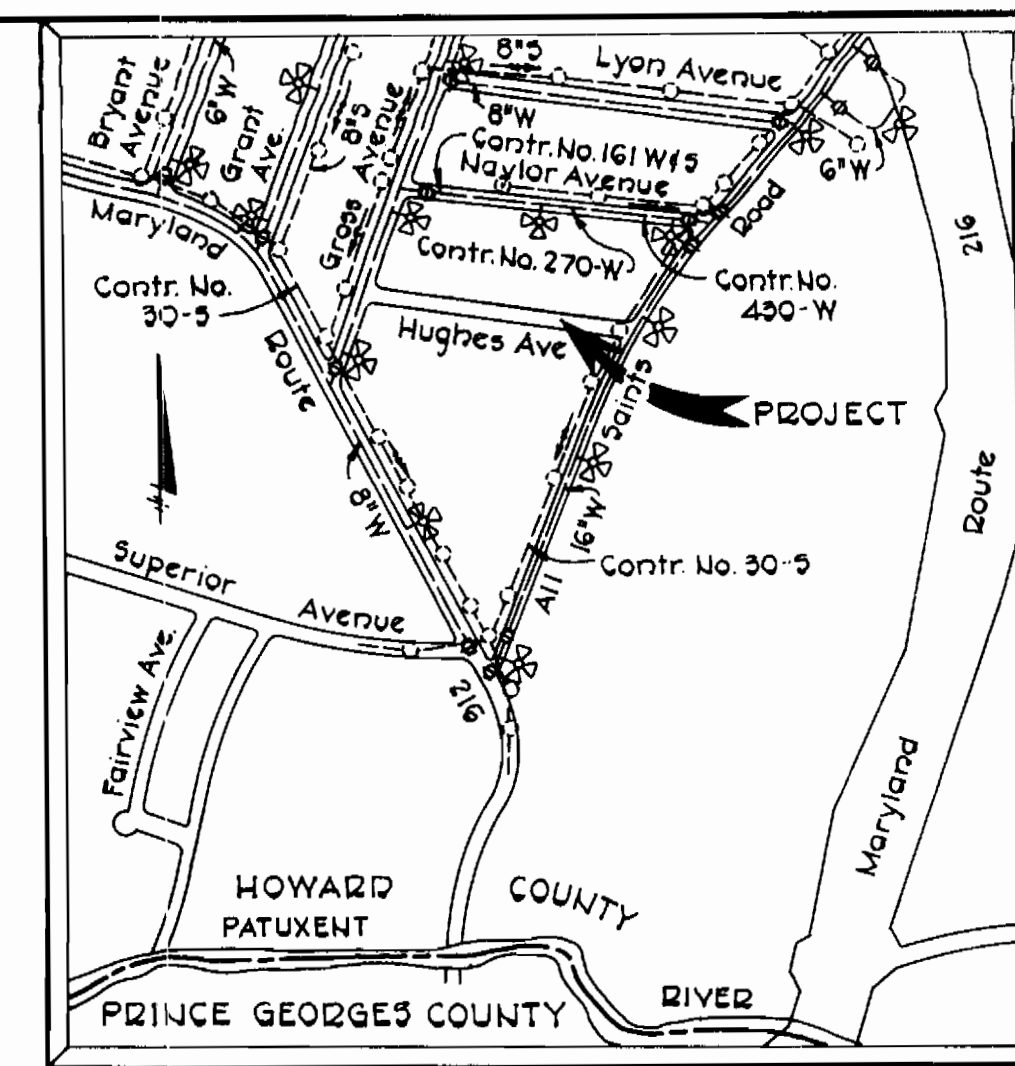 Bryant
Avenue
6"W
Grant
Ave.
8"S
Gross
Avenue
8"S
Lyon Avenue
8"W
Contr. No. 161 W&S
Naylor Avenue
6"W
Road
216
Maryland
Contr. No. 270-W
Contr. No.
430-W
Contr. No.
30-S
Hughes Ave
Route
PROJECT
Saints
Route
8"W
16"W
Contr. No. 30-S
All
Superior
Avenue
216
Fairview Ave.
Maryland
HOWARD
COUNTY
PATUXENT
RIVER
PRINCE GEORGES COUNTY